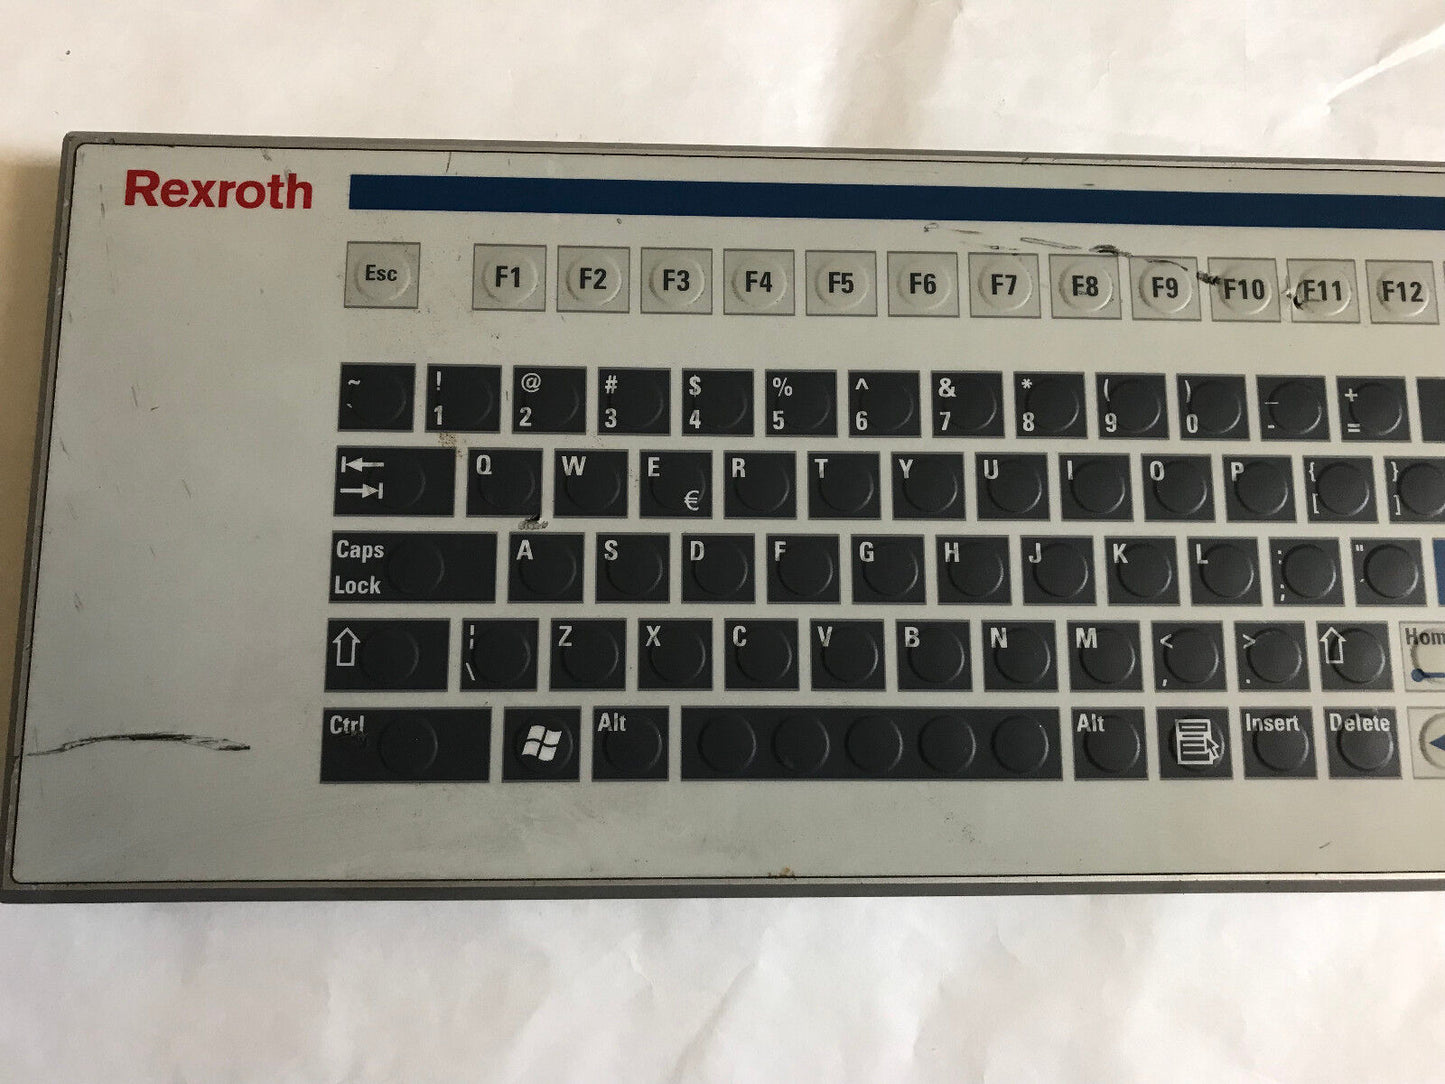 Rexroth
Esc F1 F2 F3 F4 F5 F6 F7 F8 F9 F10 F11 F12
~ ! @ # $ % ^ & * ( ) _ +
` 1 2 3 4 5 6 7 8 9 0 - =
Q W E R T Y U I O P { }
€ [ ]
Caps A S D F G H J K L : "
Lock ; '
¦ Z X C V B N M < >
\ , .
Hom
Ctrl Alt Alt Insert Delete